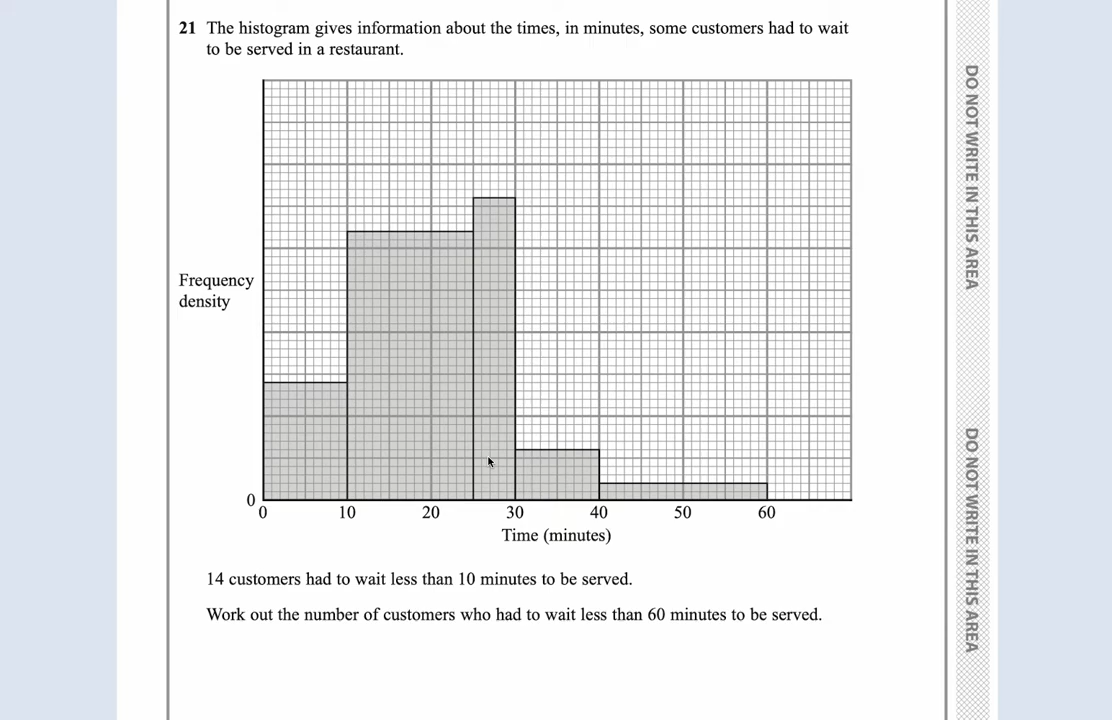 21 The histogram gives information about the times, in minutes, some customers had to wait
to be served in a restaurant.
Frequency
density
0
0 10 20 30 40 50 60
Time (minutes)
14 customers had to wait less than 10 minutes to be served.
Work out the number of customers who had to wait less than 60 minutes to be served.
DO NOT WRITE IN THIS AREA
DO NOT WRITE IN THIS AREA